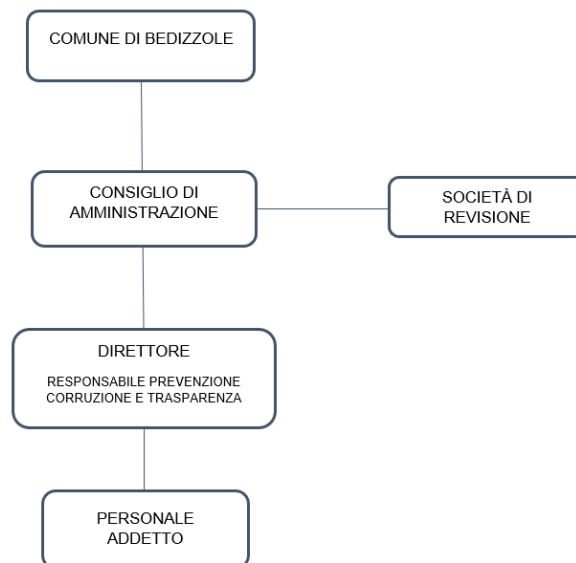 COMUNE DI BEDIZZOLE
CONSIGLIO DI
AMMINISTRAZIONE
SOCIETÀ DI
REVISIONE
DIRETTORE
RESPONSABILE PREVENZIONE
CORRUZIONE E TRASPARENZA
PERSONALE
ADDETTO